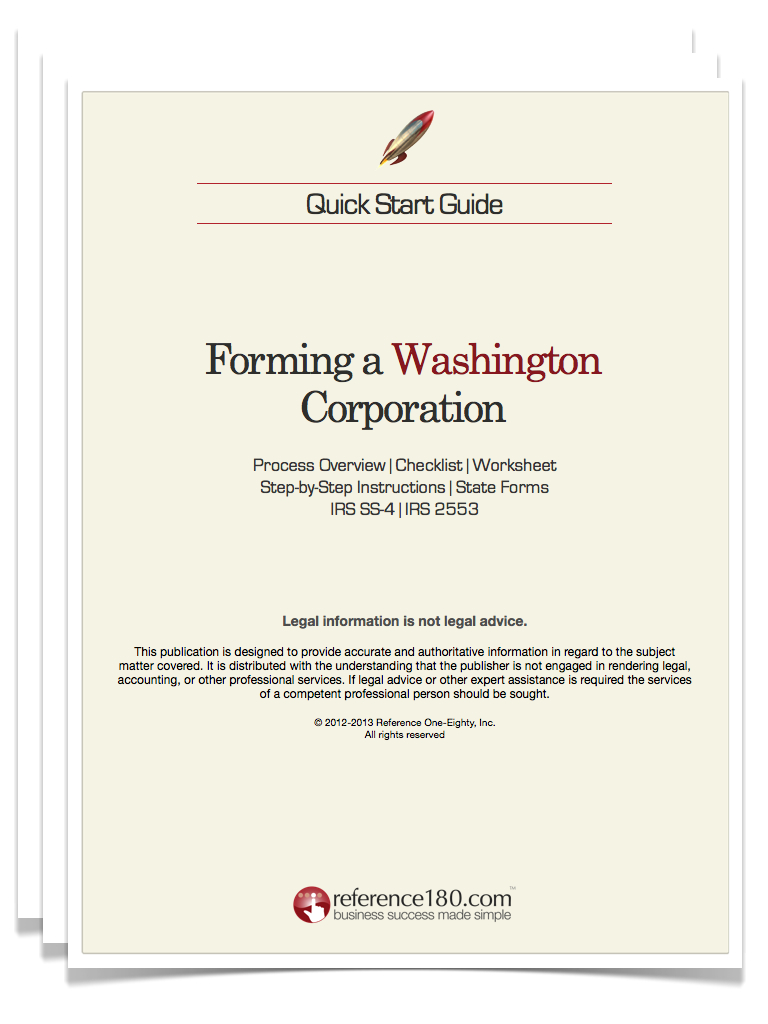 Quick Start Guide
Forming a Washington
Corporation
Process Overview | Checklist | Worksheet
Step-by-Step Instructions | State Forms
IRS SS-4 | IRS 2553
Legal information is not legal advice.
This publication is designed to provide accurate and authoritative information in regard to the subject
matter covered. It is distributed with the understanding that the publisher is not engaged in rendering legal,
accounting, or other professional services. If legal advice or other expert assistance is required the services
of a competent professional person should be sought.
© 2012-2013 Reference One-Eighty, Inc.
All rights reserved
reference180.com™
business success made simple